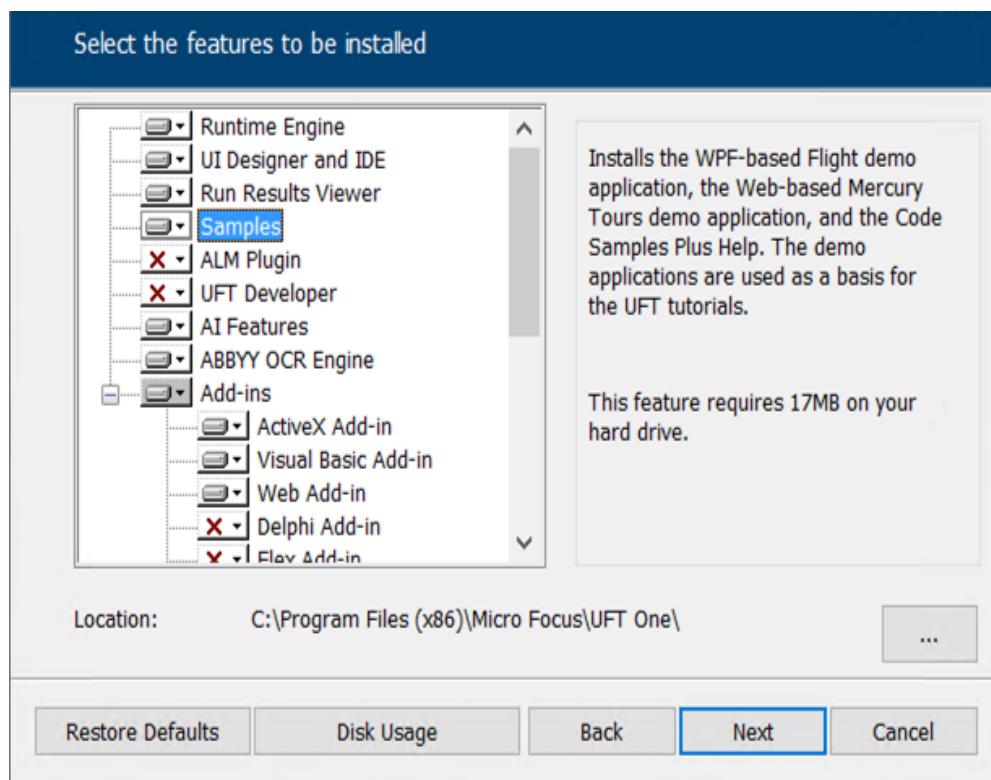 Select the features to be installed
Runtime Engine
UI Designer and IDE
Run Results Viewer
Samples
ALM Plugin
UFT Developer
AI Features
ABBYY OCR Engine
Add-ins
ActiveX Add-in
Visual Basic Add-in
Web Add-in
Delphi Add-in
Flex Add-in
Installs the WPF-based Flight demo
application, the Web-based Mercury
Tours demo application, and the Code
Samples Plus Help. The demo
applications are used as a basis for
the UFT tutorials.
This feature requires 17MB on your
hard drive.
Location: C:\Program Files (x86)\Micro Focus\UFT One\
...
Restore Defaults Disk Usage Back Next Cancel